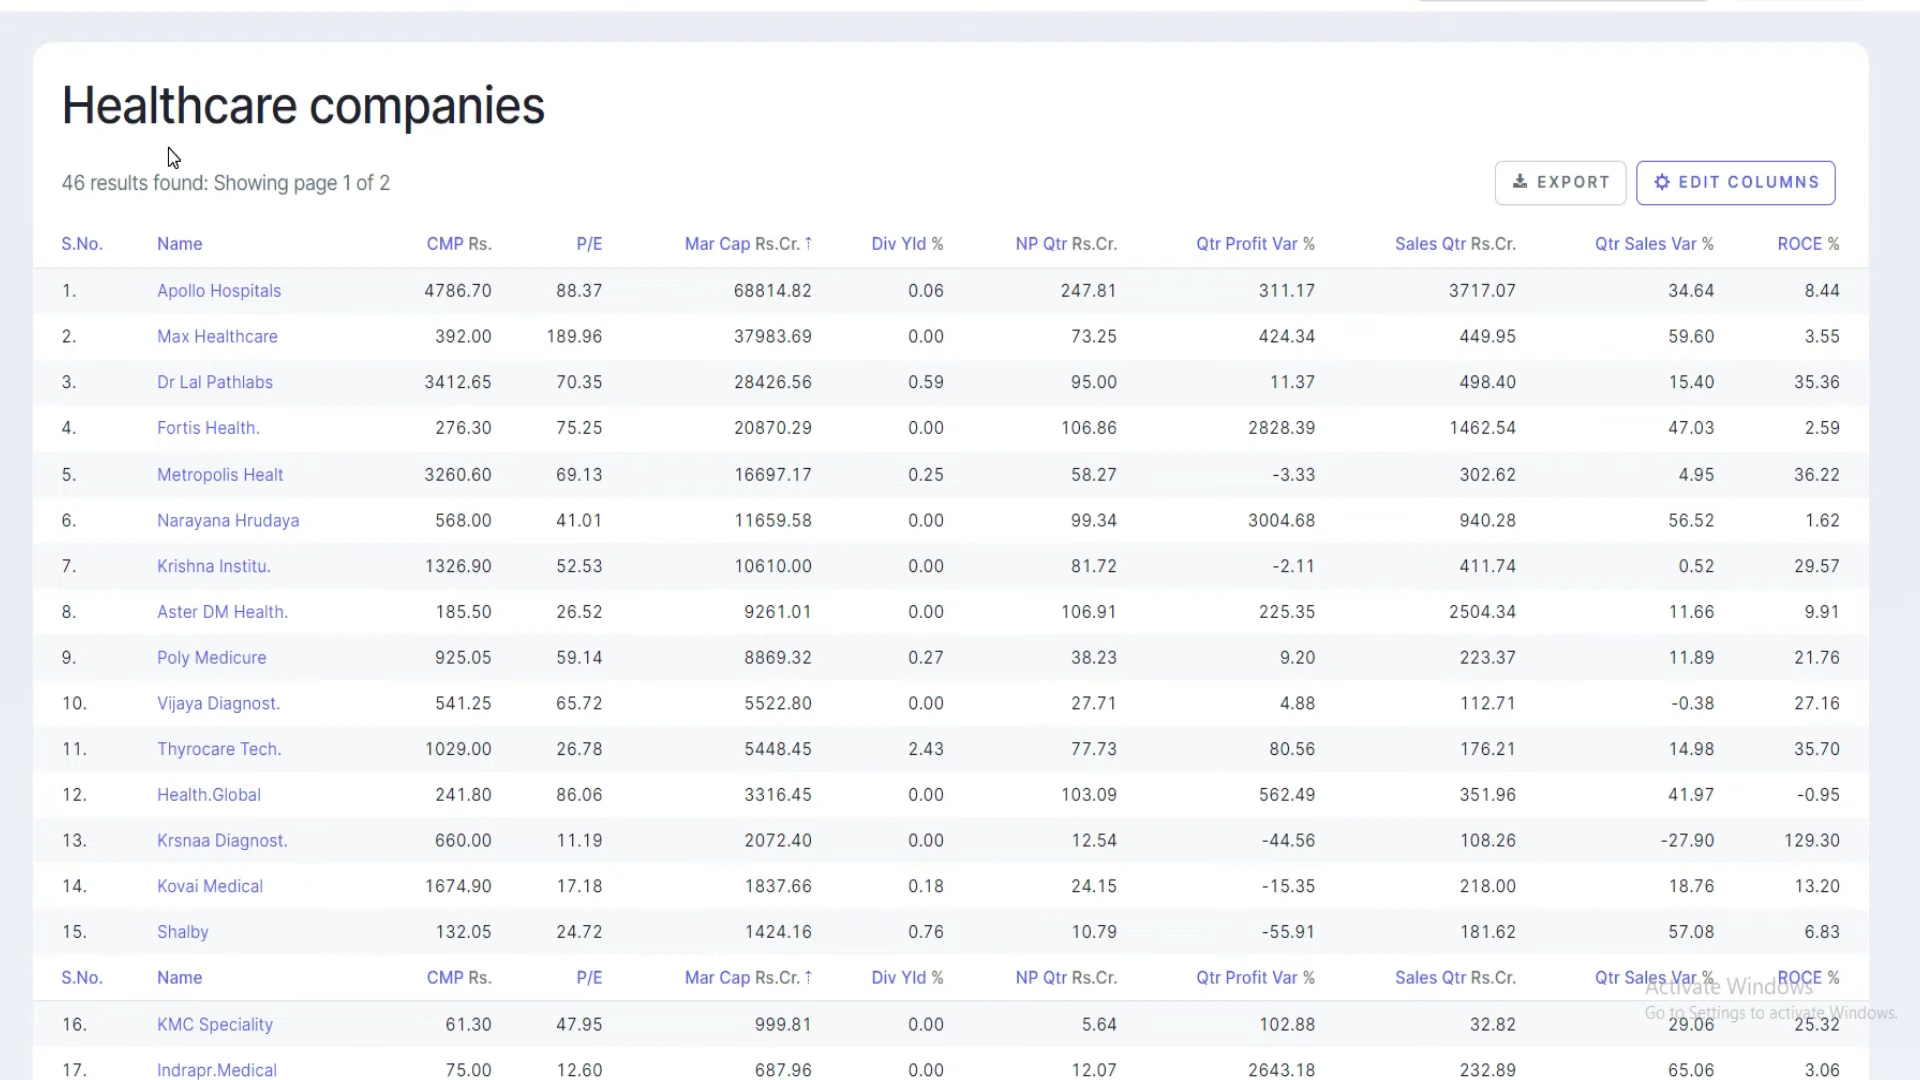 Healthcare companies
46 results found: Showing page 1 of 2
EXPORT EDIT COLUMNS
S.No. Name CMP Rs. P/E Mar Cap Rs.Cr. ↑ Div Yld % NP Qtr Rs.Cr. Qtr Profit Var % Sales Qtr Rs.Cr. Qtr Sales Var % ROCE %
1. Apollo Hospitals 4786.70 88.37 68814.82 0.06 247.81 311.17 3717.07 34.64 8.44
2. Max Healthcare 392.00 189.96 37983.69 0.00 73.25 424.34 449.95 59.60 3.55
3. Dr Lal Pathlabs 3412.65 70.35 28426.56 0.59 95.00 11.37 498.40 15.40 35.36
4. Fortis Health. 276.30 75.25 20870.29 0.00 106.86 2828.39 1462.54 47.03 2.59
5. Metropolis Healt 3260.60 69.13 16697.17 0.25 58.27 -3.33 302.62 4.95 36.22
6. Narayana Hrudaya 568.00 41.01 11659.58 0.00 99.34 3004.68 940.28 56.52 1.62
7. Krishna Institu. 1326.90 52.53 10610.00 0.00 81.72 -2.11 411.74 0.52 29.57
8. Aster DM Health. 185.50 26.52 9261.01 0.00 106.91 225.35 2504.34 11.66 9.91
9. Poly Medicure 925.05 59.14 8869.32 0.27 38.23 9.20 223.37 11.89 21.76
10. Vijaya Diagnost. 541.25 65.72 5522.80 0.00 27.71 4.88 112.71 -0.38 27.16
11. Thyrocare Tech. 1029.00 26.78 5448.45 2.43 77.73 80.56 176.21 14.98 35.70
12. Health.Global 241.80 86.06 3316.45 0.00 103.09 562.49 351.96 41.97 -0.95
13. Krsnaa Diagnost. 660.00 11.19 2072.40 0.00 12.54 -44.56 108.26 -27.90 129.30
14. Kovai Medical 1674.90 17.18 1837.66 0.18 24.15 -15.35 218.00 18.76 13.20
15. Shalby 132.05 24.72 1424.16 0.76 10.79 -55.91 181.62 57.08 6.83
S.No. Name CMP Rs. P/E Mar Cap Rs.Cr. ↑ Div Yld % NP Qtr Rs.Cr. Qtr Profit Var % Sales Qtr Rs.Cr. Qtr Sales Var % ROCE %
Activate Windows
Go to Settings to activate Windows.
16. KMC Speciality 61.30 47.95 999.81 0.00 5.64 102.88 32.82 29.06 25.32
17. Indrapr.Medical 75.00 12.60 687.96 0.00 12.07 2643.18 232.89 65.06 3.06